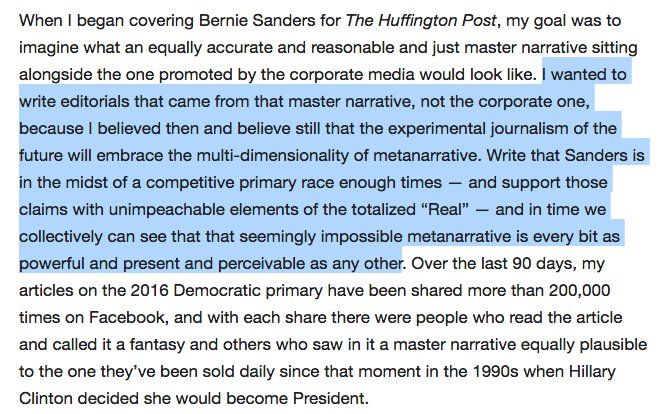 When I began covering Bernie Sanders for The Huffington Post, my goal was to
imagine what an equally accurate and reasonable and just master narrative sitting
alongside the one promoted by the corporate media would look like. I wanted to
write editorials that came from that master narrative, not the corporate one,
because I believed then and believe still that the experimental journalism of the
future will embrace the multi-dimensionality of metanarrative. Write that Sanders is
in the midst of a competitive primary race enough times — and support those
claims with unimpeachable elements of the totalized “Real” — and in time we
collectively can see that that seemingly impossible metanarrative is every bit as
powerful and present and perceivable as any other. Over the last 90 days, my
articles on the 2016 Democratic primary have been shared more than 200,000
times on Facebook, and with each share there were people who read the article
and called it a fantasy and others who saw in it a master narrative equally plausible
to the one they’ve been sold daily since that moment in the 1990s when Hillary
Clinton decided she would become President.